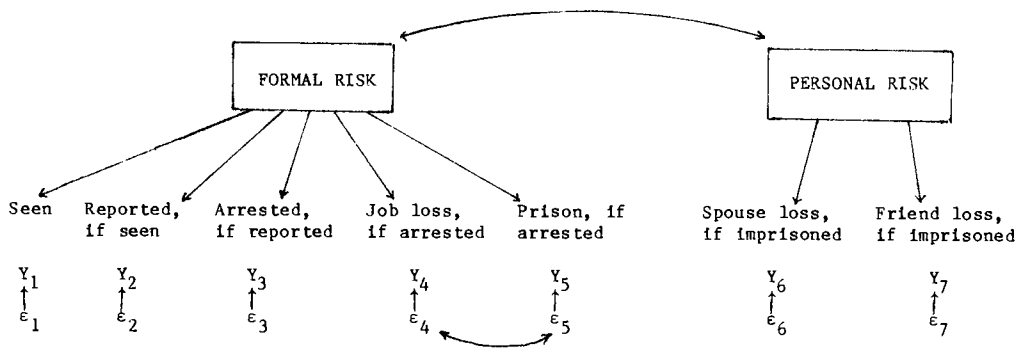 FORMAL RISK
PERSONAL RISK
Seen
Reported,
if seen
Arrested,
if reported
Job loss,
if arrested
Prison, if
arrested
Spouse loss,
if imprisoned
Friend loss,
if imprisoned
Y1 Y2 Y3 Y4 Y5 Y6 Y7
ε1 ε2 ε3 ε4 ε5 ε6 ε7